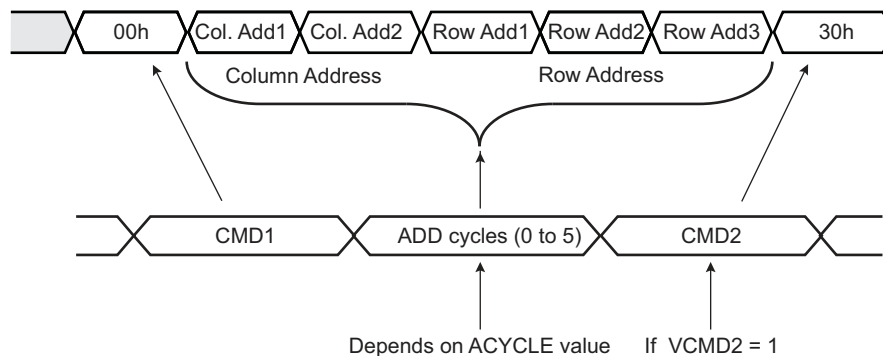 00h Col. Add1 Col. Add2 Row Add1 Row Add2 Row Add3 30h
Column Address Row Address
CMD1 ADD cycles (0 to 5) CMD2
Depends on ACYCLE value If VCMD2 = 1